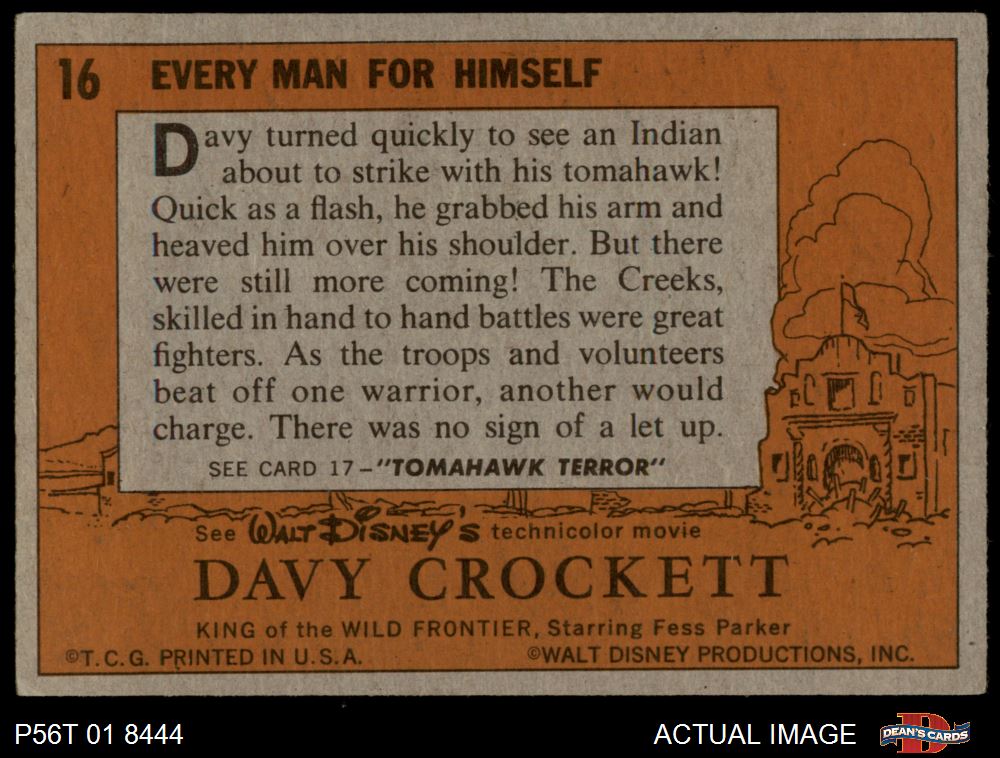 16 EVERY MAN FOR HIMSELF
Davy turned quickly to see an Indian
about to strike with his tomahawk!
Quick as a flash, he grabbed his arm and
heaved him over his shoulder. But there
were still more coming! The Creeks,
skilled in hand to hand battles were great
fighters. As the troops and volunteers
beat off one warrior, another would
charge. There was no sign of a let up.
SEE CARD 17-"TOMAHAWK TERROR"
See WALT DISNEY'S technicolor movie
DAVY CROCKETT
KING of the WILD FRONTIER, Starring Fess Parker
©T.C.G. PRINTED IN U.S.A. ©WALT DISNEY PRODUCTIONS, INC.
P56T 01 8444 ACTUAL IMAGE DEAN'S CARDS